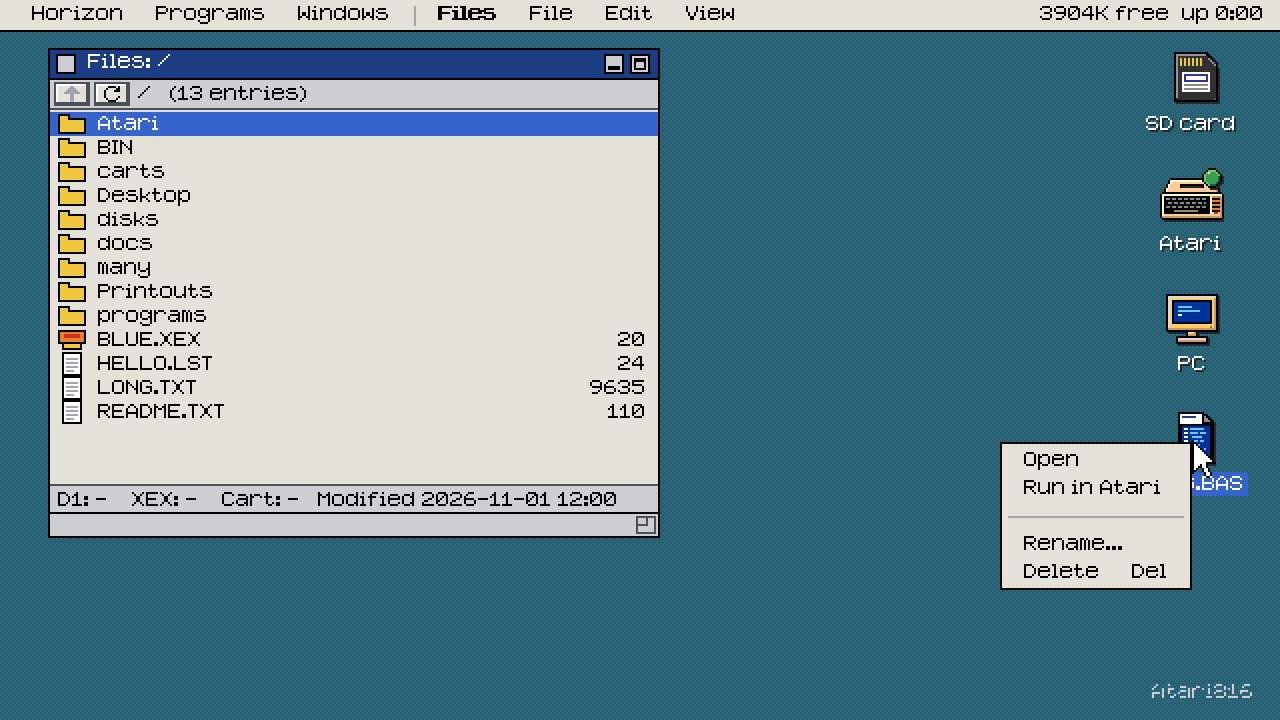 Horizon Programs Windows Files File Edit View 3904K free up 0:00
Files: /
/ (13 entries)
Atari
BIN
carts
Desktop
disks
docs
many
Printouts
programs
BLUE.XEX 20
HELLO.LST 24
LONG.TXT 9635
README.TXT 110
D1: - XEX: - Cart: - Modified 2026-11-01 12:00
SD card
Atari
PC
.BAS
Open
Run in Atari
Rename...
Delete Del
Atari816